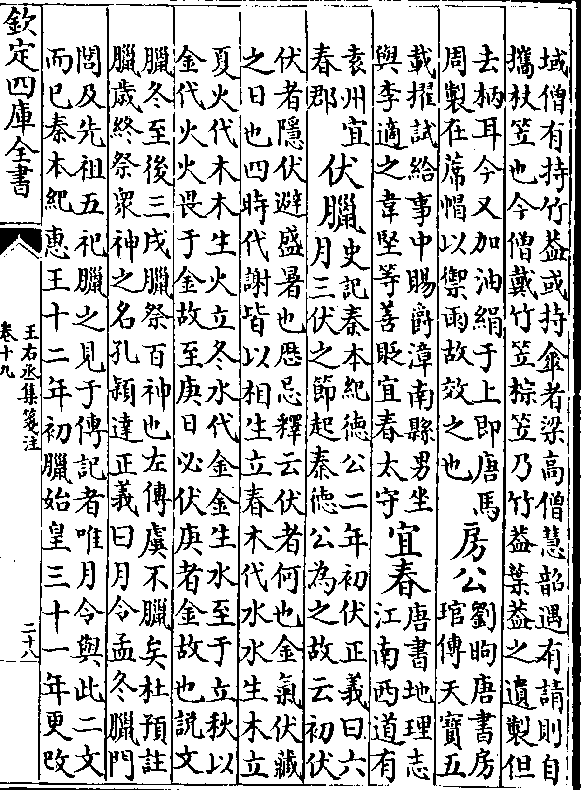 域僧有持竹葢或持傘者梁高僧慧韶遇有請則自
攜杖笠也今僧戴竹笠棕笠乃竹葢葉葢之遺製但
去柄耳今又加油絹于上即唐馬
周製在蓆帽以禦雨故效之也
房公
劉昫唐書房
琯傳天寶五
載擢試給事中賜爵漳南縣男坐
與李適之韋堅等善貶宜春太守
宜春
唐書地理志
江南西道有
袁州宜
春郡
伏臘
史記秦本紀德公二年初伏正義曰六
月三伏之節起秦德公為之故云初伏
伏者隱伏避盛暑也厯忌釋云伏者何也金氣伏藏
之日也四時代謝皆以相生立春木代水水生木立
夏火代木木生火立冬水代金金生水至于立秋以
金代火火畏于金故至庚日必伏庚者金故也説文
臘冬至後三戌臘祭百神也左傳虞不臘矣杜預註
臘歲終祭衆神之名孔穎達正義曰月令孟冬臘門
閭及先祖五祀臘之見于傳記者唯月令與此二文
而已秦本紀惠王十二年初臘始皇三十一年更改
欽定四庫全書
王右丞集箋注
卷十九
二十八